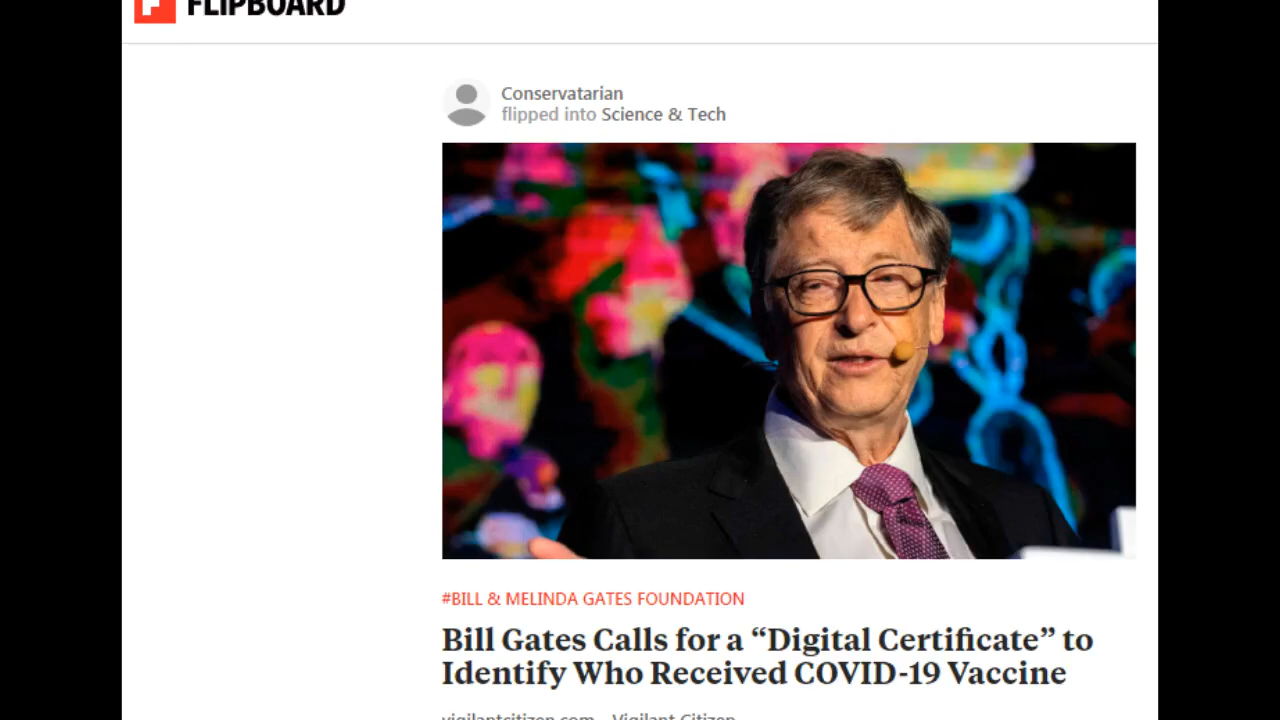 FLIPBOARD
Conservatarian
flipped into Science & Tech
#BILL & MELINDA GATES FOUNDATION
Bill Gates Calls for a “Digital Certificate” to
Identify Who Received COVID-19 Vaccine
vigilantcitizen.com - Vigilant Citizen